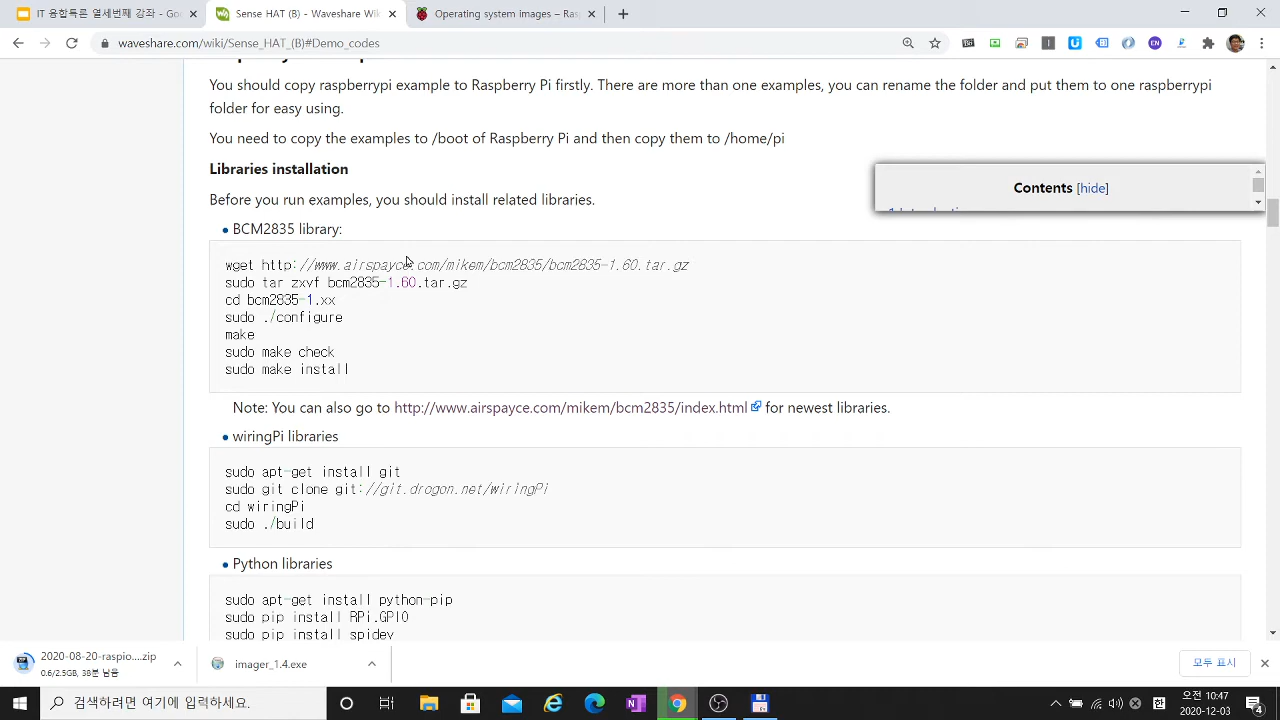 IT 융합특론 열세번째 강좌 - Goo
Sense HAT (B) - Waveshare Wiki
Operating system images – Rasp
waveshare.com/wiki/Sense_HAT_(B)#Demo_codes
You should copy raspberrypi example to Raspberry Pi firstly. There are more than one examples, you can rename the folder and put them to one raspberrypi
folder for easy using.
You need to copy the examples to /boot of Raspberry Pi and then copy them to /home/pi
Libraries installation
Contents [hide]
Before you run examples, you should install related libraries.
BCM2835 library:
wget http://www.airspayce.com/mikem/bcm2835/bcm2835-1.60.tar.gz
sudo tar zxvf bcm2835-1.60.tar.gz
cd bcm2835-1.xx
sudo ./configure
make
sudo make check
sudo make install
Note: You can also go to http://www.airspayce.com/mikem/bcm2835/index.html for newest libraries.
wiringPi libraries
sudo apt-get install git
sudo git clone git://git.drogon.net/wiringPi
cd wiringPi
sudo ./build
Python libraries
sudo apt-get install python-pip
sudo pip install RPi.GPIO
sudo pip install spidev
2020-08-20-raspio....zip
0.6/2.5GB, 38분 남음
imager_1.4.exe
모두 표시
검색하려면 여기에 입력하세요.
한
오전 10:47
2020-12-03
4